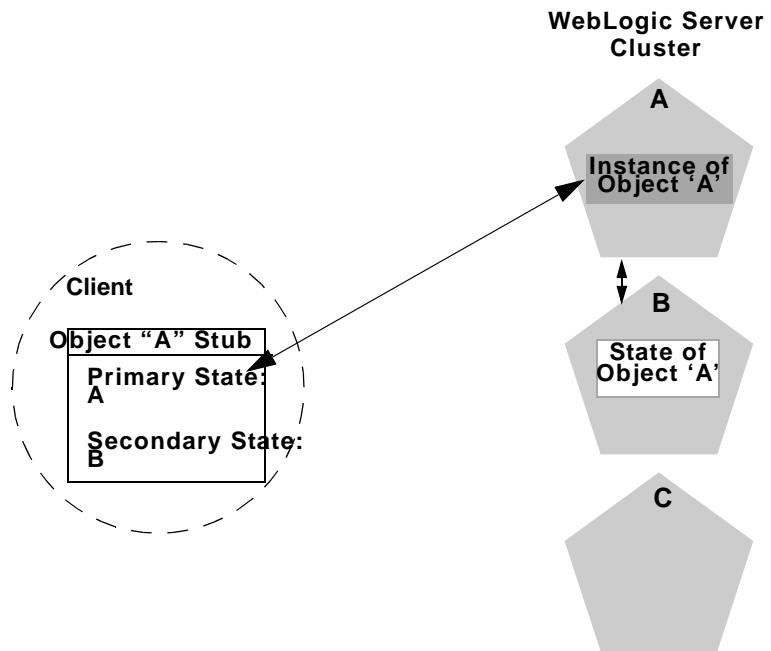 WebLogic Server
Cluster
A
Instance of
Object ‘A’
Client
Object “A” Stub
Primary State:
A
Secondary State:
B
B
State of
Object ‘A’
C